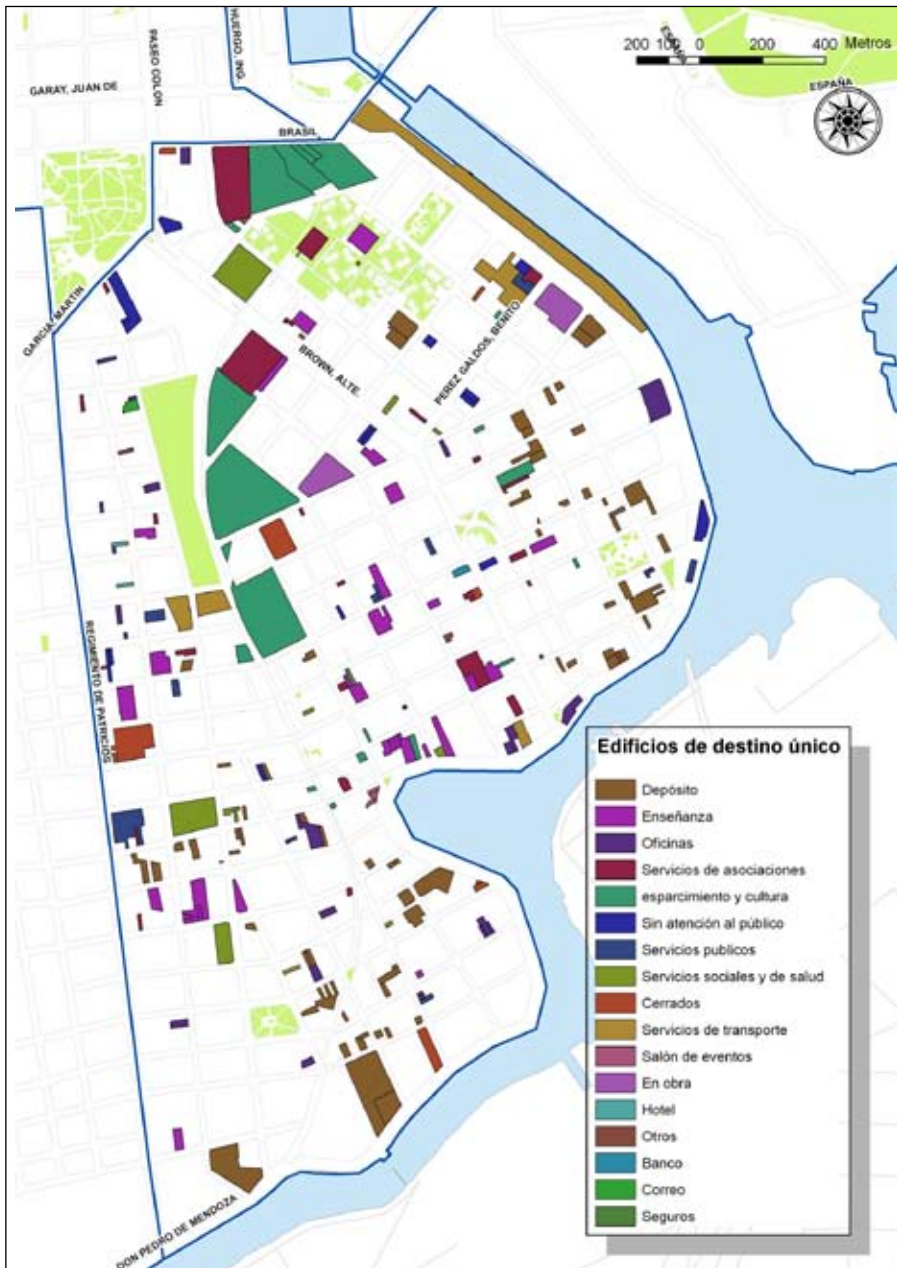 200 100 0 200 400 Metros
ESPAÑA
ESPAÑA
HUERGO, ING.
PASEO COLON
GARAY, JUAN DE
BRASIL
GARCIA, MARTIN
BROWN, ALTE.
PEREZ GALDOS, BENITO
REGIMIENTO DE PATRICIOS
DON PEDRO DE MENDOZA
Edificios de destino único
Depósito
Enseñanza
Oficinas
Servicios de asociaciones
esparcimiento y cultura
Sin atención al público
Servicios publicos
Servicios sociales y de salud
Cerrados
Servicios de transporte
Salón de eventos
En obra
Hotel
Otros
Banco
Correo
Seguros